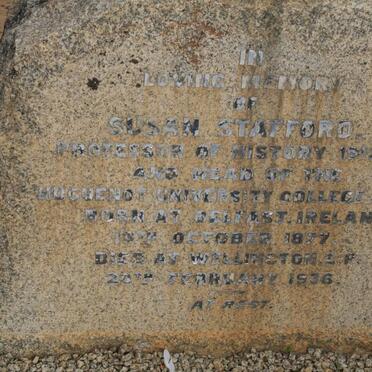 IN
LOVING MEMORY
OF
SUSAN STAFFORD.
PROFESSOR OF HISTORY
AND HEAD OF THE
HUGUENOT UNIVERSITY COLLEGE
BORN AT BELFAST, IRELAN
OCTOBER 1877
DIED AT WELLINGTON, C.P.
FEBRUARY 1936.
AT REST.